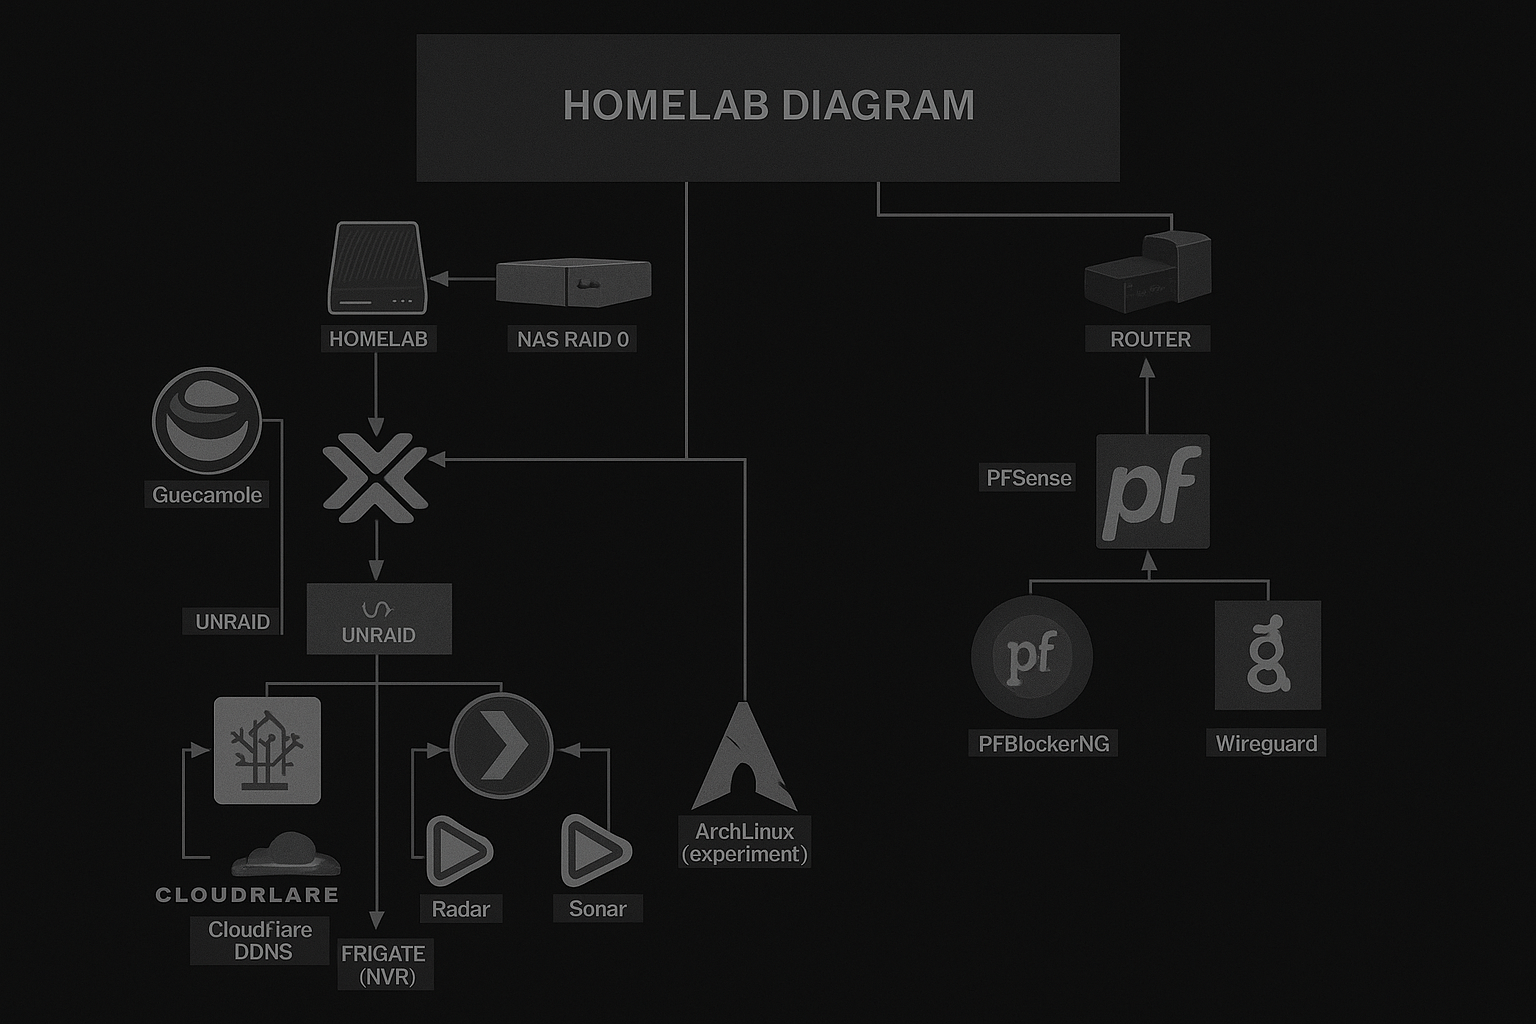 HOMELAB DIAGRAM
HOMELAB
NAS RAID 0
ROUTER
Guecamole
PFSense
pf
UNRAID
UNRAID
pf
PFBlockerNG
Wireguard
ArchLinux
(experiment)
CLOUDRLARE
Cloudfiare
DDNS
Radar
Sonar
FRIGATE
(NVR)